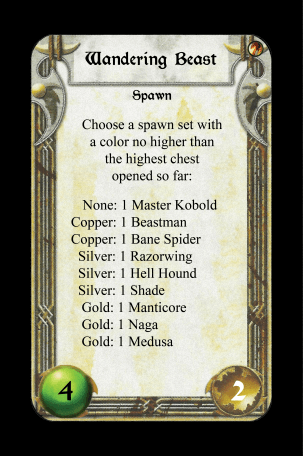 Wandering Beast
Spawn
Choose a spawn set with
a color no higher than
the highest chest
opened so far:
None: 1 Master Kobold
Copper: 1 Beastman
Copper: 1 Bane Spider
Silver: 1 Razorwing
Silver: 1 Hell Hound
Silver: 1 Shade
Gold: 1 Manticore
Gold: 1 Naga
Gold: 1 Medusa
4
2